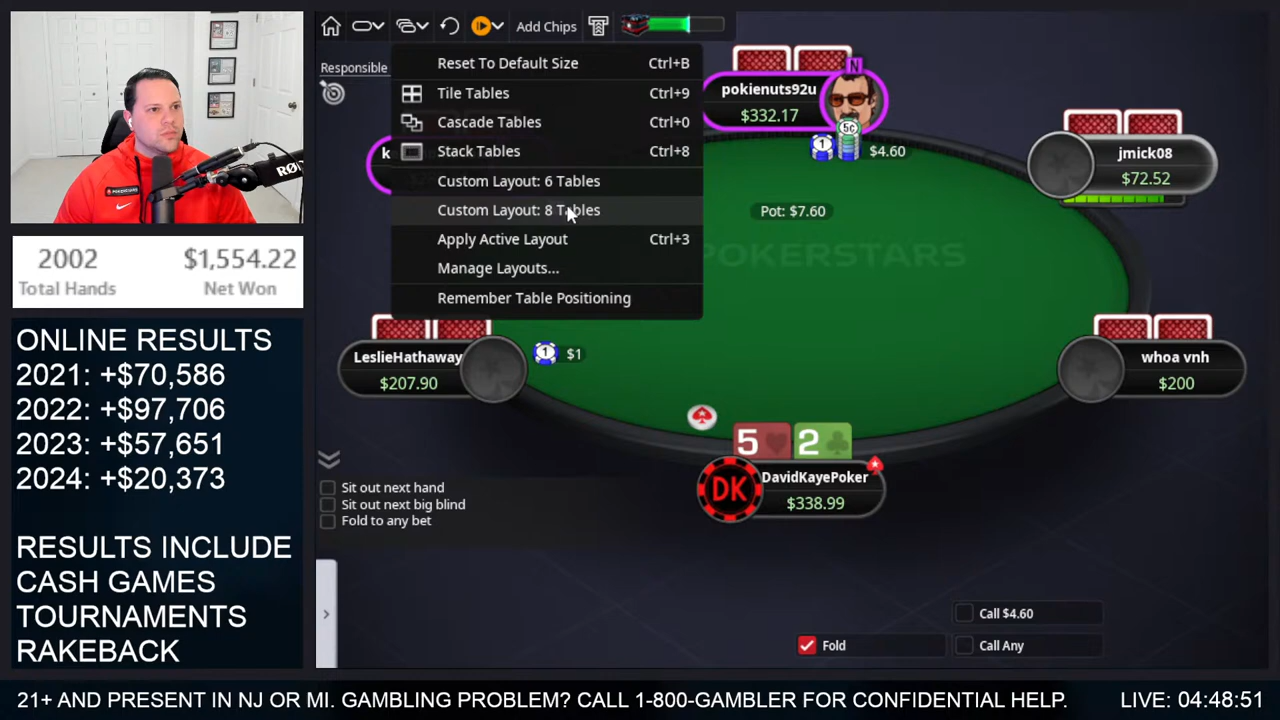 Add Chips
Responsible
Reset To Default Size Ctrl+B
Tile Tables Ctrl+9
Cascade Tables Ctrl+0
Stack Tables Ctrl+8
Custom Layout: 6 Tables
Custom Layout: 8 Tables
Apply Active Layout Ctrl+3
Manage Layouts...
Remember Table Positioning
k
pokienuts92u
$332.17
N
5c
1
$4.60
jmick08
$72.52
Pot: $7.60
POKERSTARS
2002 $1,554.22
Total Hands Net Won
LeslieHathaway
$207.90
1 $1
whoa vnh
$200
5 2
DK
DavidKayePoker
$338.99
Sit out next hand
Sit out next big blind
Fold to any bet
Call $4.60
Fold
Call Any
ONLINE RESULTS
2021: +$70,586
2022: +$97,706
2023: +$57,651
2024: +$20,373
RESULTS INCLUDE
CASH GAMES
TOURNAMENTS
RAKEBACK
21+ AND PRESENT IN NJ OR MI. GAMBLING PROBLEM? CALL 1-800-GAMBLER FOR CONFIDENTIAL HELP. LIVE: 04:48:51